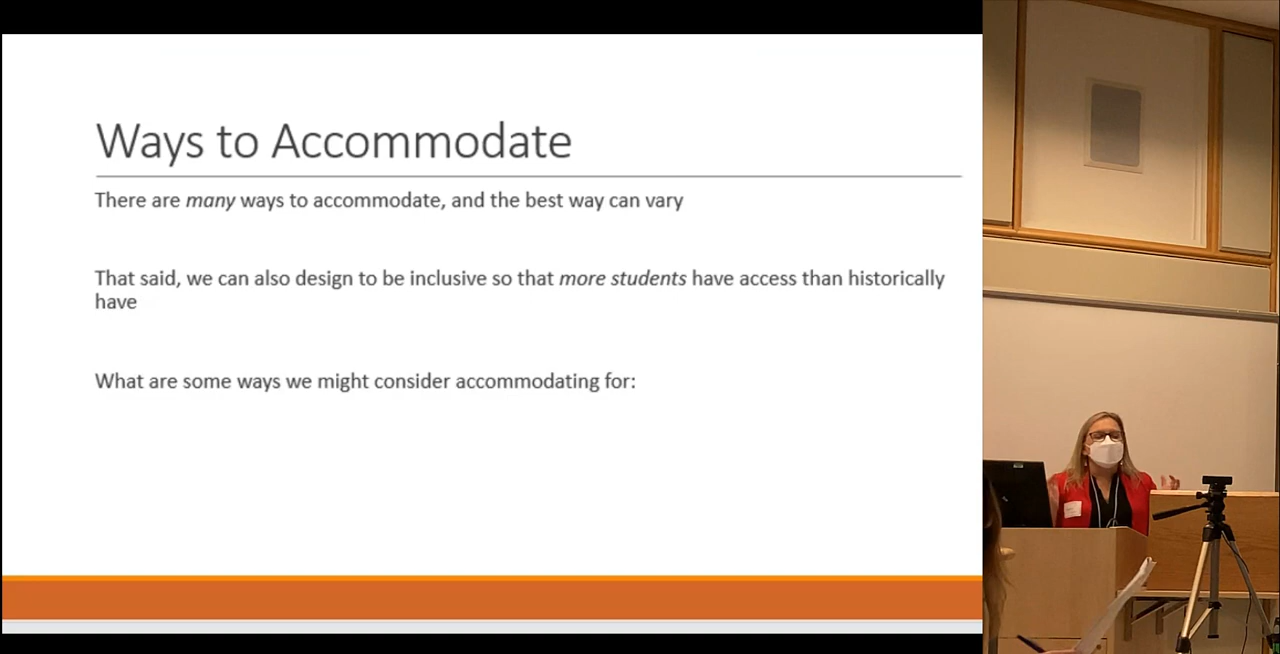 Ways to Accommodate
There are many ways to accommodate, and the best way can vary
That said, we can also design to be inclusive so that more students have access than historically
have
What are some ways we might consider accommodating for: